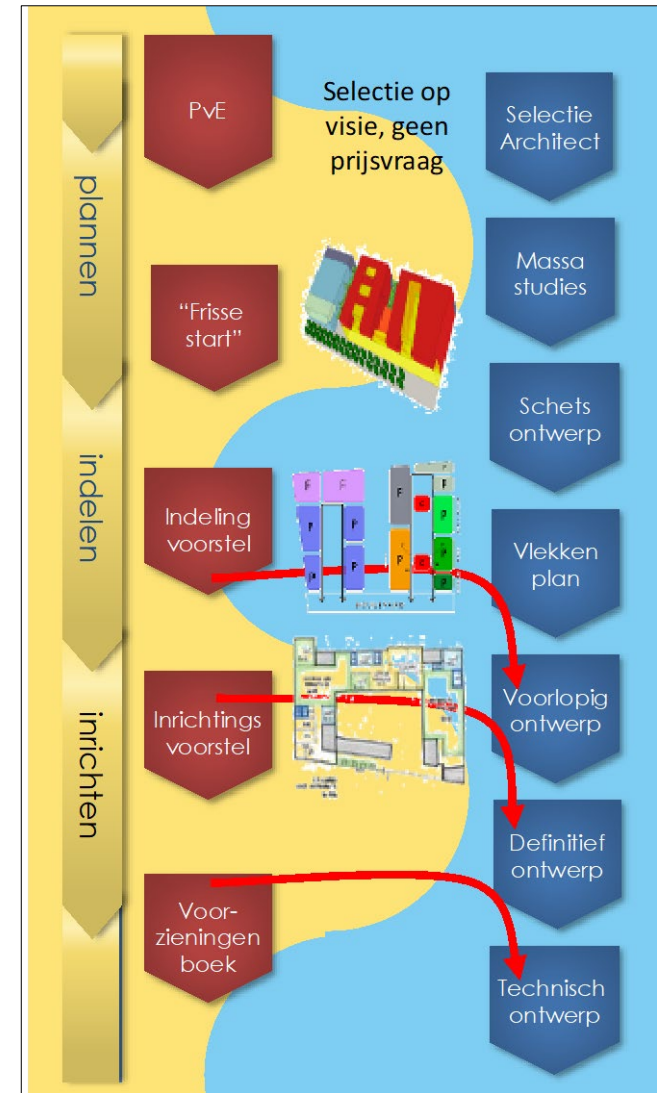 plannen
indelen
inrichten
PvE
Selectie op
visie, geen
prijsvraag
Selectie
Architect
"Frisse
start"
Massa
studies
Schets
ontwerp
Indeling
voorstel
F
F
F
F
F
P
P
P
P
P
P
P
Vlekken
plan
Inrichtings
voorstel
Voorlopig
ontwerp
Definitief
ontwerp
Voor-
zieningen
boek
Technisch
ontwerp